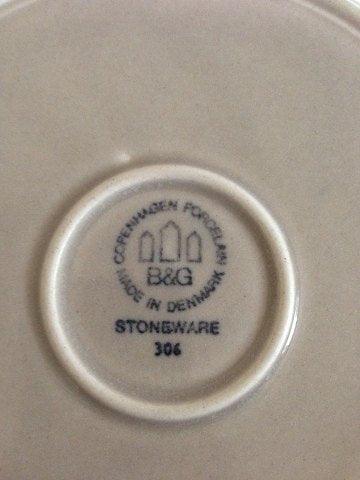 COPENHAGEN PORCELAIN
B&G
MADE IN DENMARK
STONEWARE
306